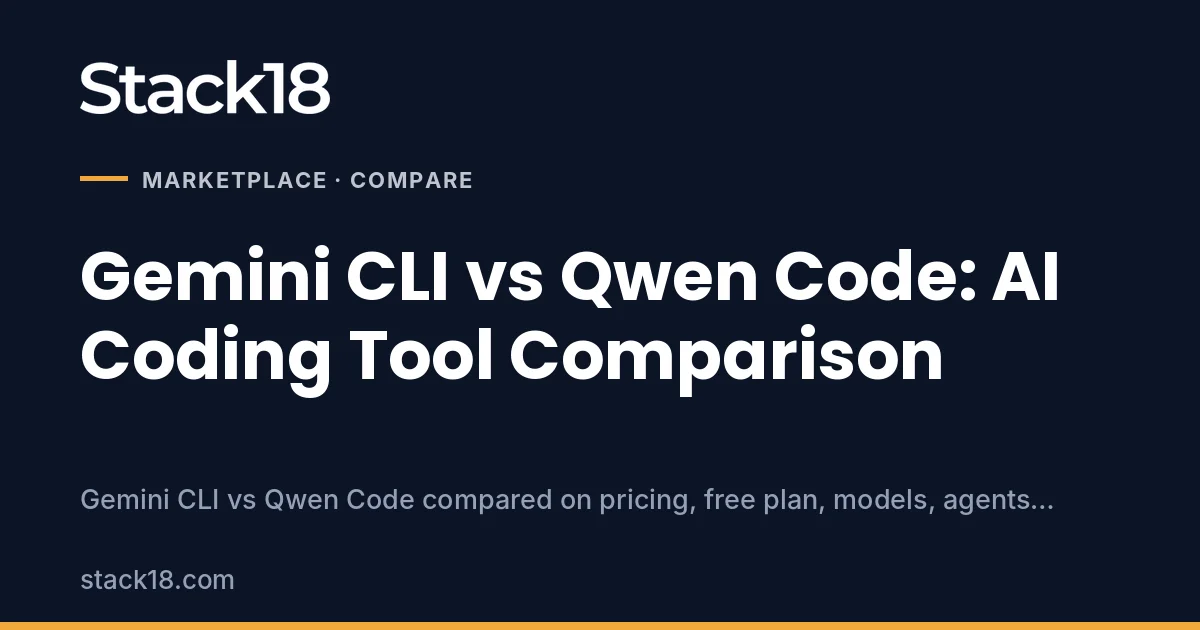 Stack18
MARKETPLACE · COMPARE
Gemini CLI vs Qwen Code: AI
Coding Tool Comparison
Gemini CLI vs Qwen Code compared on pricing, free plan, models, agents...
stack18.com